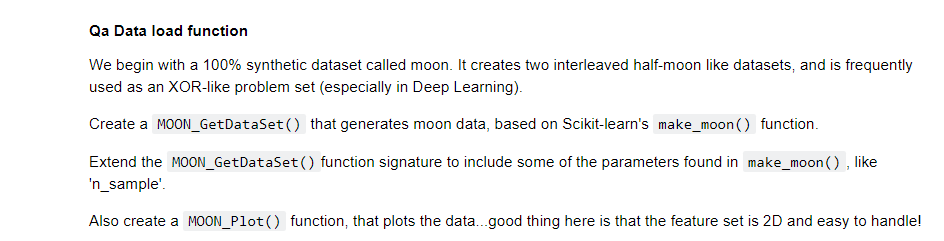 Qa Data load function
We begin with a 100% synthetic dataset called moon. It creates two interleaved half-moon like datasets, and is frequently
used as an XOR-like problem set (especially in Deep Learning).
Create a MOON_GetDataSet() that generates moon data, based on Scikit-learn's make_moon() function.
Extend the MOON_GetDataSet() function signature to include some of the parameters found in make_moon() , like
'n_sample'.
Also create a MOON_Plot() function, that plots the data...good thing here is that the feature set is 2D and easy to handle!